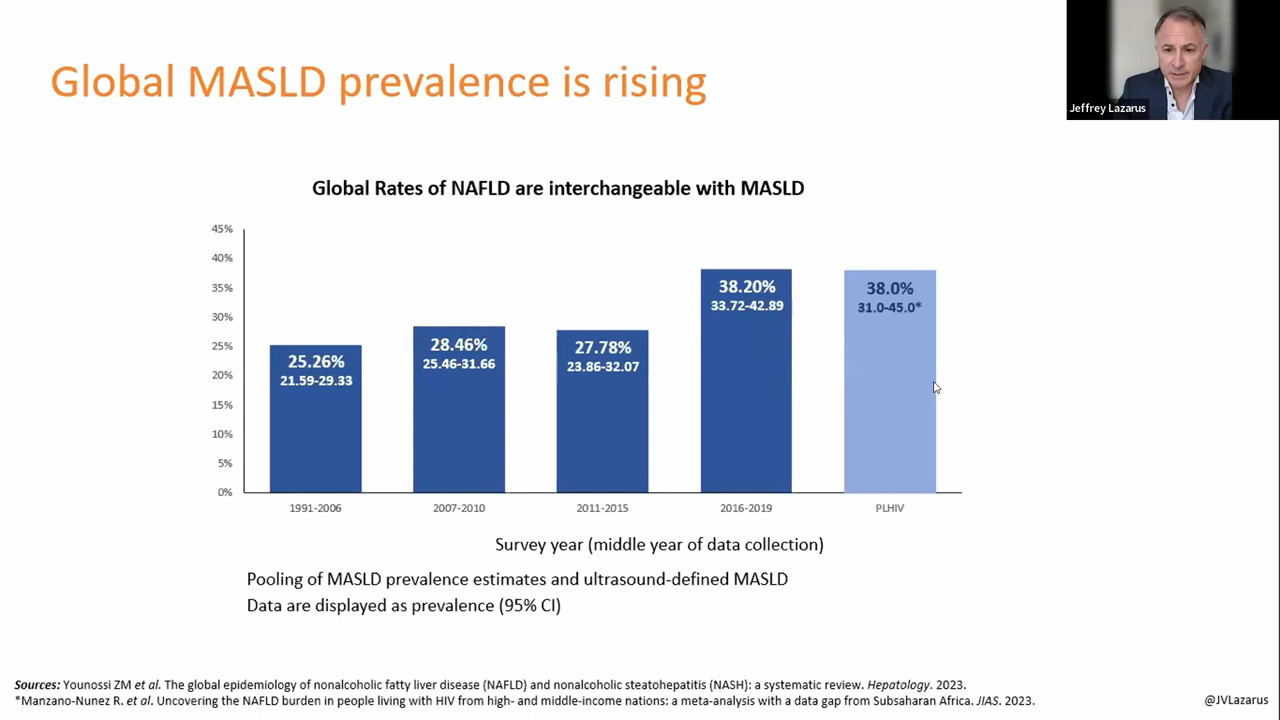 Global MASLD prevalence is rising
Jeffrey Lazarus
Global Rates of NAFLD are interchangeable with MASLD
45%
40%
35%
30%
25%
20%
15%
10%
5%
0%
25.26%
21.59-29.33
28.46%
25.46-31.66
27.78%
23.86-32.07
38.20%
33.72-42.89
38.0%
31.0-45.0*
1991-2006
2007-2010
2011-2015
2016-2019
PLHIV
Survey year (middle year of data collection)
Pooling of MASLD prevalence estimates and ultrasound-defined MASLD
Data are displayed as prevalence (95% CI)
Sources: Younossi ZM et al. The global epidemiology of nonalcoholic fatty liver disease (NAFLD) and nonalcoholic steatohepatitis (NASH): a systematic review. Hepatology. 2023.
*Manzano-Nunez R. et al. Uncovering the NAFLD burden in people living with HIV from high- and middle-income nations: a meta-analysis with a data gap from Subsaharan Africa. JIAS. 2023.
@JVLazarus